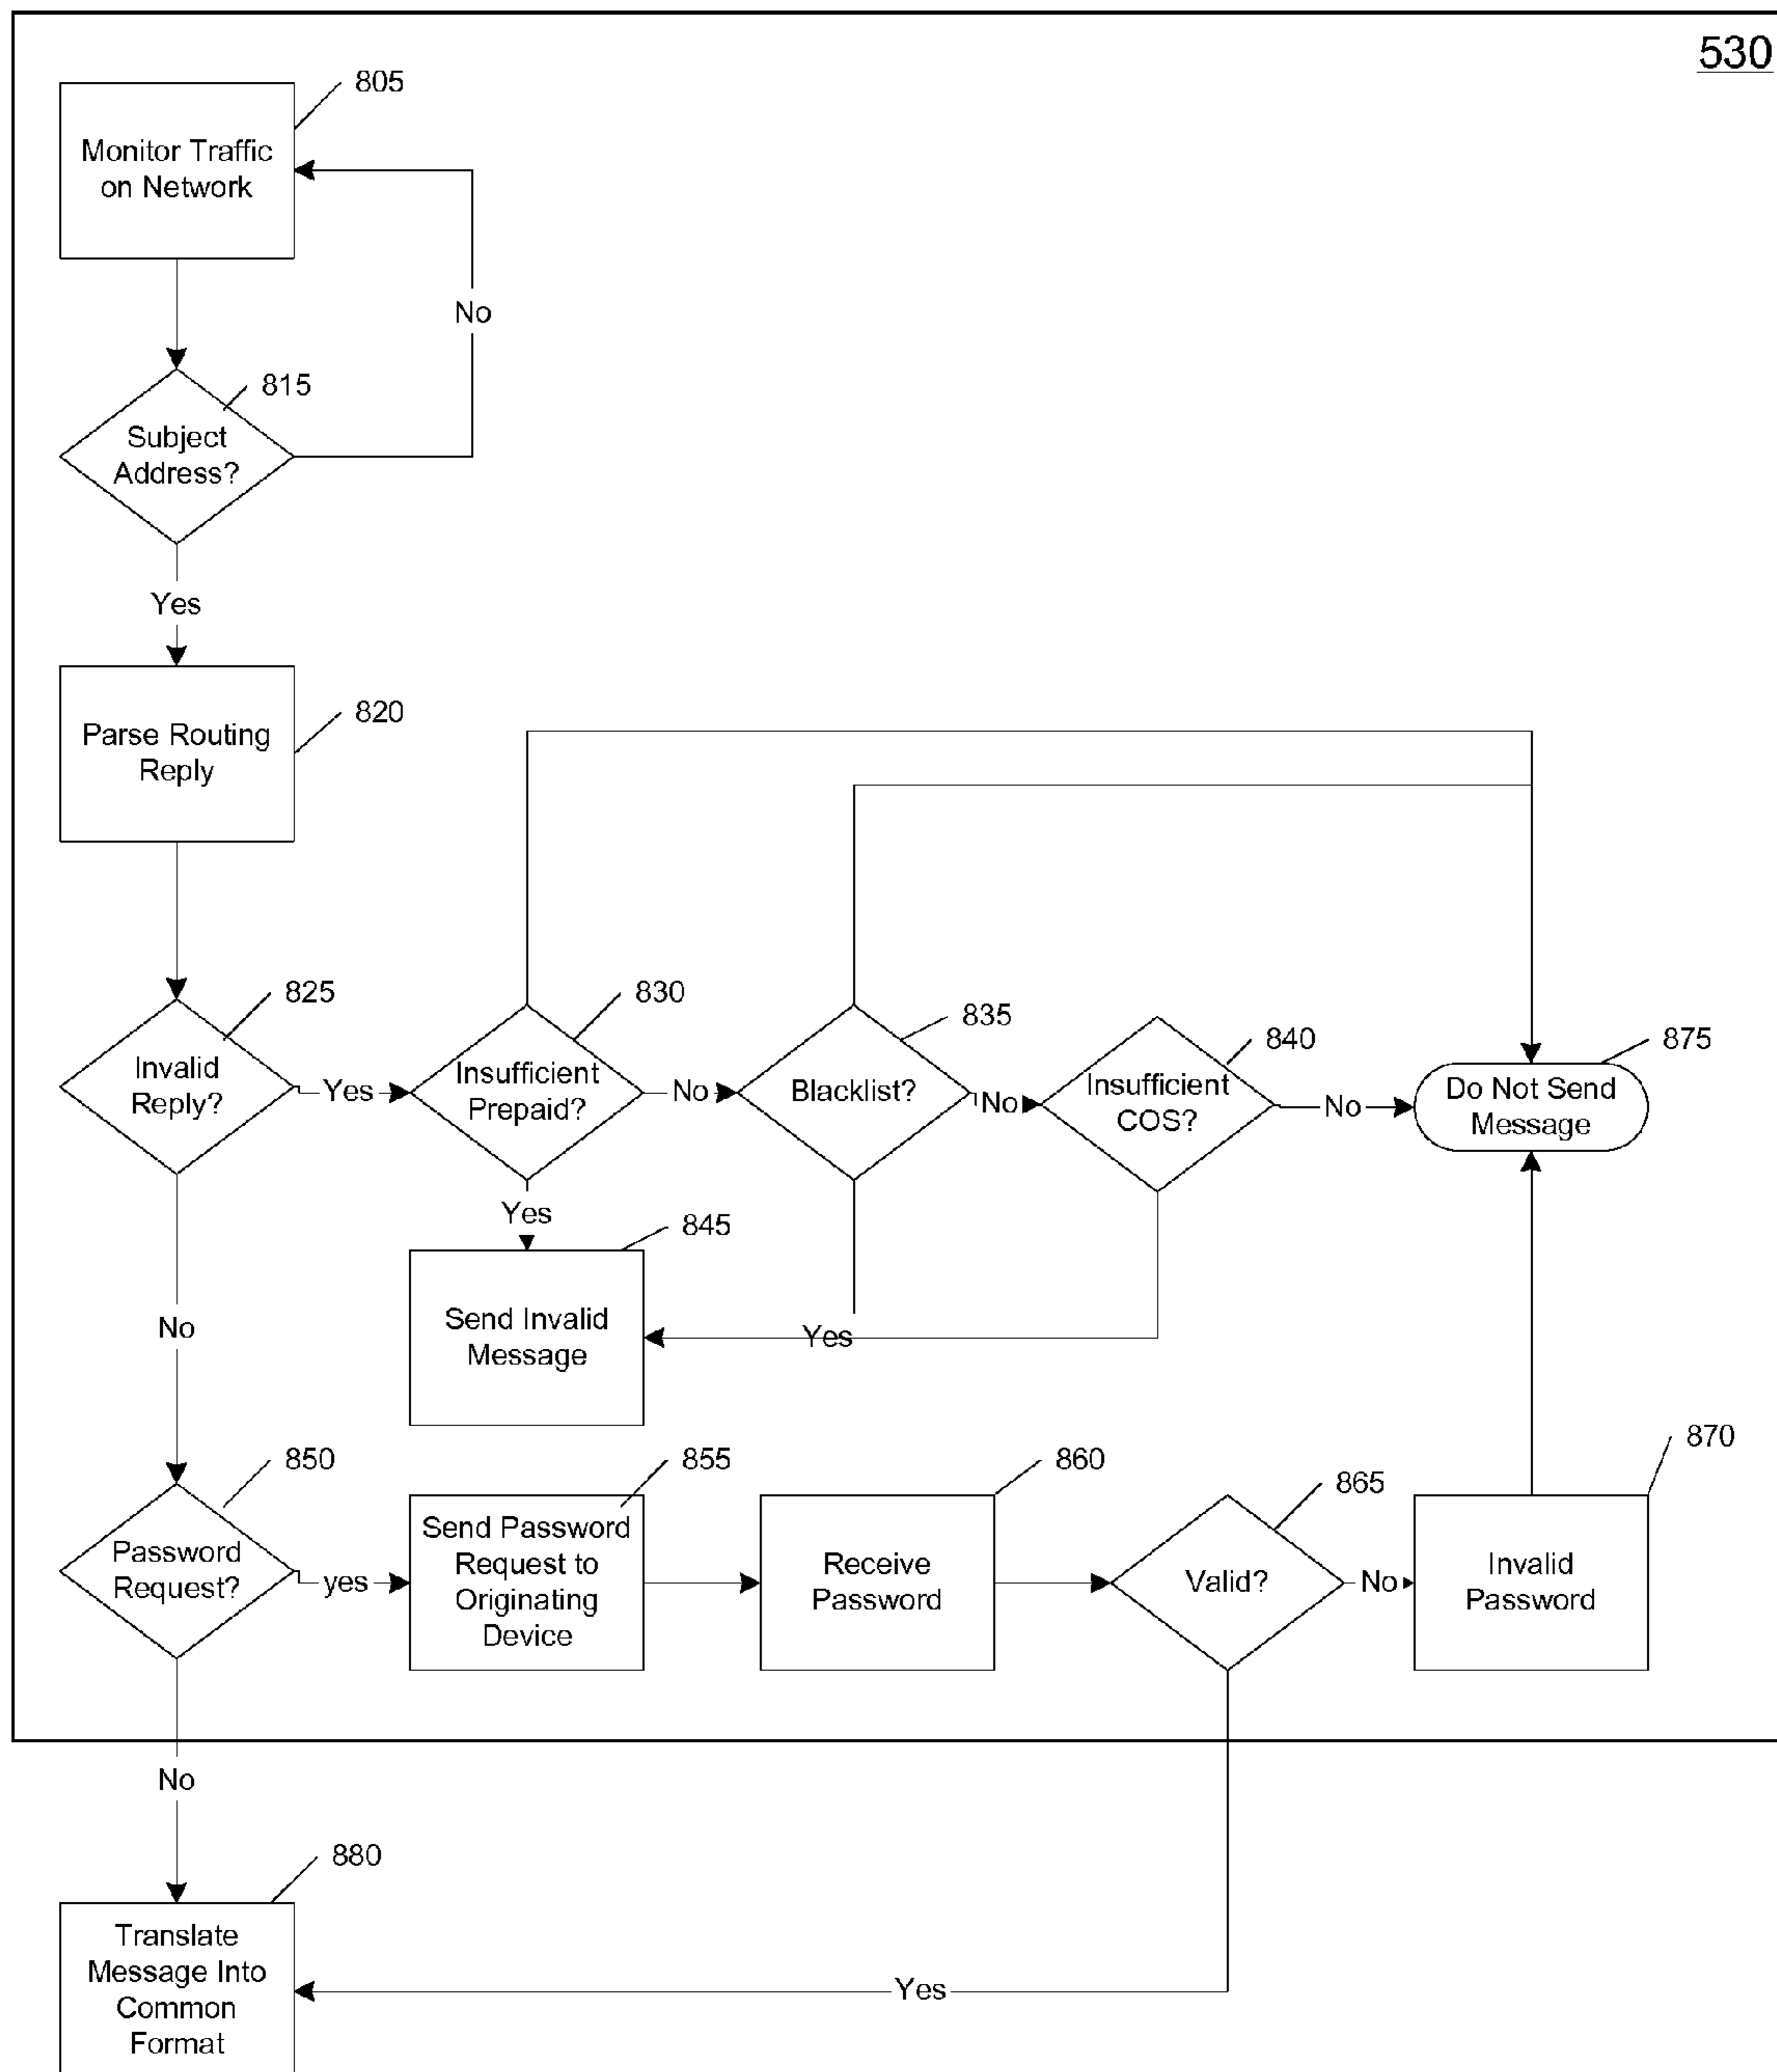 530
805
Monitor Traffic
on Network
No
815
Subject
Address?
Yes
820
Parse Routing
Reply
825
Invalid
Reply?
Yes
830
Insufficient
Prepaid?
No
835
Blacklist?
No
840
Insufficient
COS?
No
875
Do Not Send
Message
Yes
845
Send Invalid
Message
Yes
No
850
Password
Request?
yes
855
Send Password
Request to
Originating
Device
860
Receive
Password
865
Valid?
No
870
Invalid
Password
No
880
Translate
Message Into
Common
Format
Yes